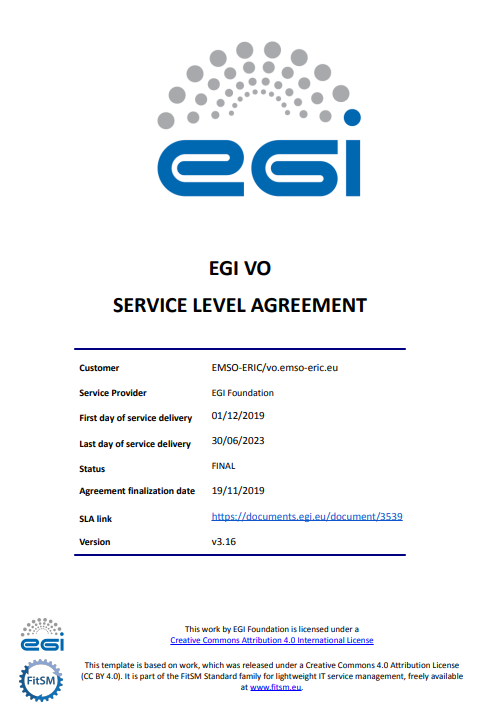 egi
EGI VO
SERVICE LEVEL AGREEMENT
Customer EMSO-ERIC/vo.emso-eric.eu
Service Provider EGI Foundation
First day of service delivery 01/12/2019
Last day of service delivery 30/06/2023
Status FINAL
Agreement finalization date 19/11/2019
SLA link https://documents.egi.eu/document/3539
Version v3.16
egi
This work by EGI Foundation is licensed under a
Creative Commons Attribution 4.0 International License
FitSM
This template is based on work, which was released under a Creative Commons 4.0 Attribution License
(CC BY 4.0). It is part of the FitSM Standard family for lightweight IT service management, freely available
at www.fitsm.eu.